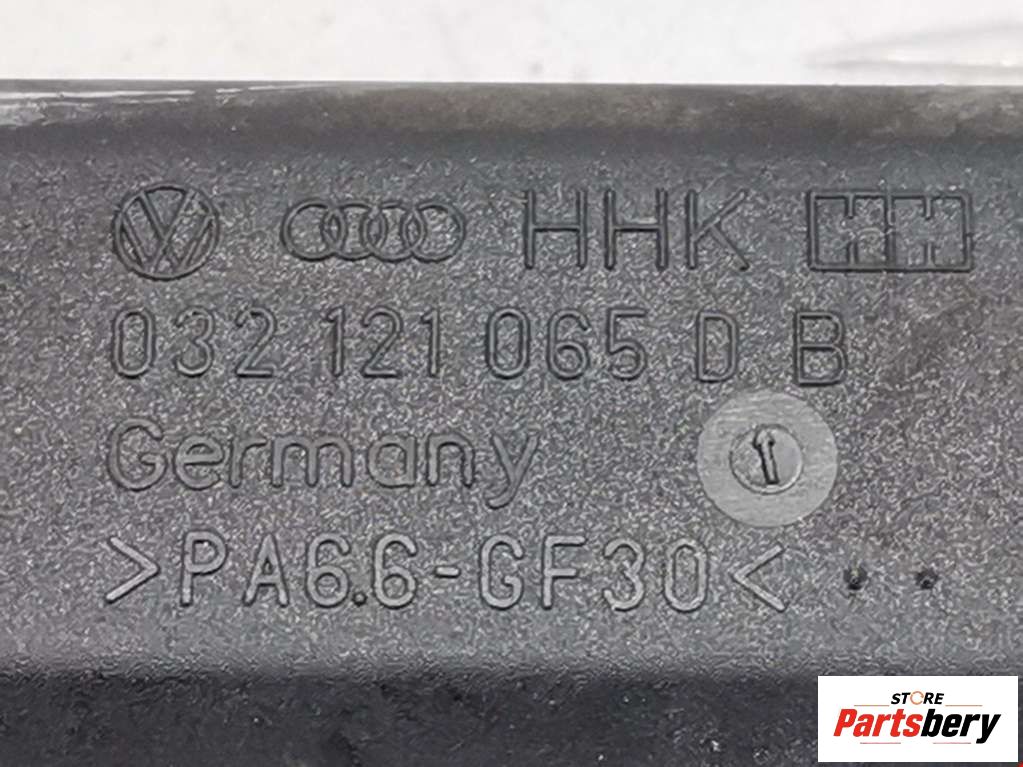 HHK
032 121 065 D B
Germany
>PA6.6-GF30<
STORE
Partsbery